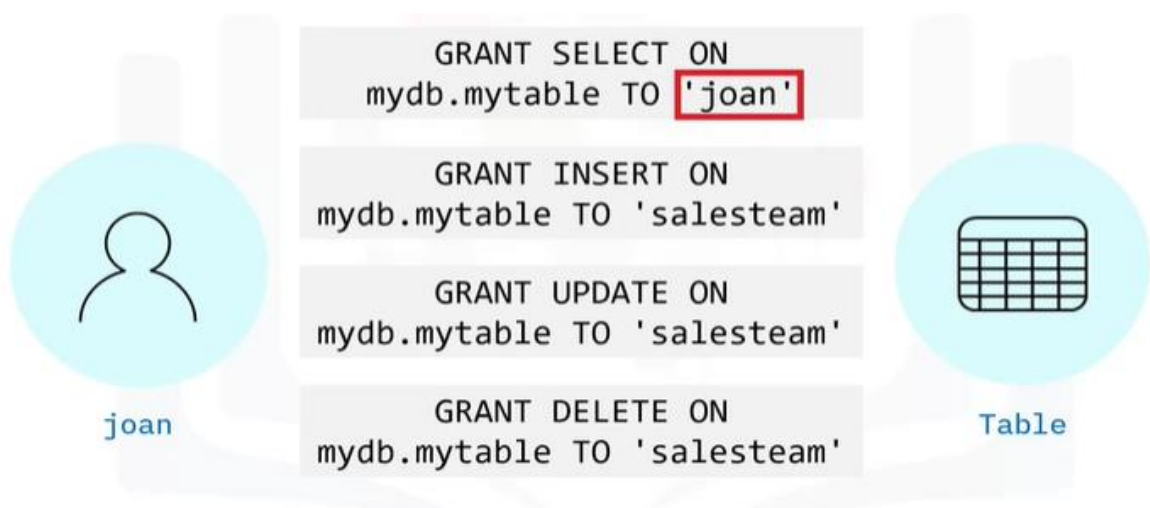 GRANT SELECT ON
mydb.mytable TO 'joan'
GRANT INSERT ON
mydb.mytable TO 'salesteam'
GRANT UPDATE ON
mydb.mytable TO 'salesteam'
GRANT DELETE ON
mydb.mytable TO 'salesteam'
joan
Table